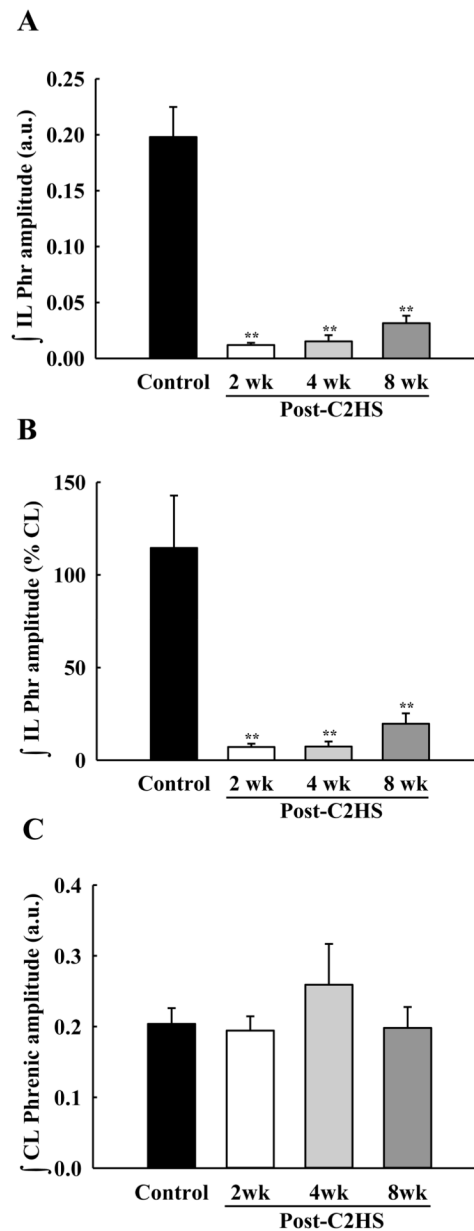 A
∫ IL Phr amplitude (a.u.)
0.25
0.20
0.15
0.10
0.05
0.00
**
**
**
Control 2 wk 4 wk 8 wk
Post-C2HS
B
∫ IL Phr amplitude (% CL)
150
100
50
0
**
**
**
Control 2 wk 4 wk 8 wk
Post-C2HS
C
∫ CL Phrenic amplitude (a.u.)
0.4
0.3
0.2
0.1
0.0
Control 2wk 4wk 8wk
Post-C2HS